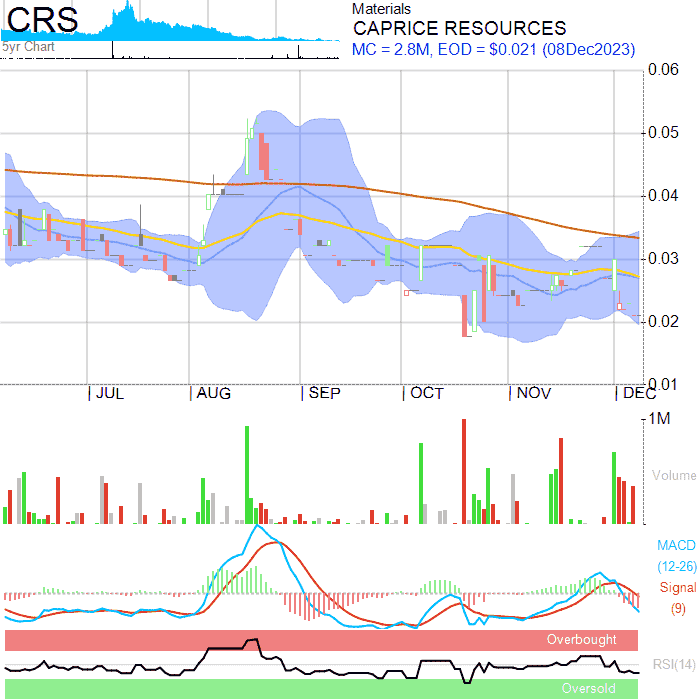 CRS
5yr Chart
Materials
CAPRICE RESOURCES
MC = 2.8M, EOD = $0.021 (08Dec2023)
0.06
0.05
0.04
0.03
0.02
0.01
JUL AUG SEP OCT NOV DEC
1M
Volume
MACD
(12-26)
Signal
(9)
Overbought
RSI(14)
Oversold